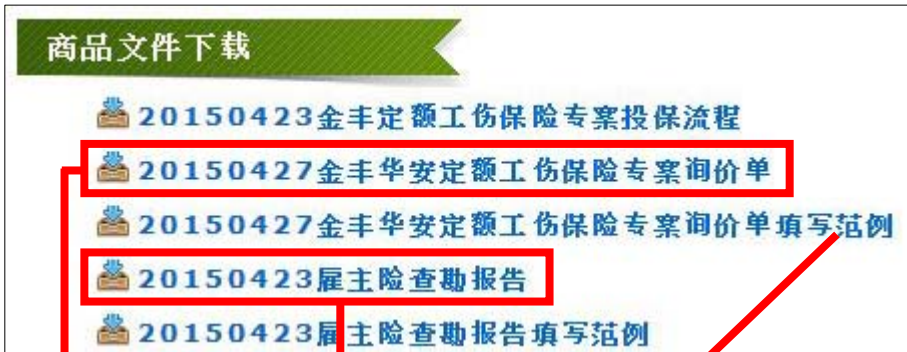 商品文件下载
20150423金丰定额工伤保险专案投保流程
20150427金丰华安定额工伤保险专案询价单
20150427金丰华安定额工伤保险专案询价单填写范例
20150423雇主险查勘报告
20150423雇主险查勘报告填写范例